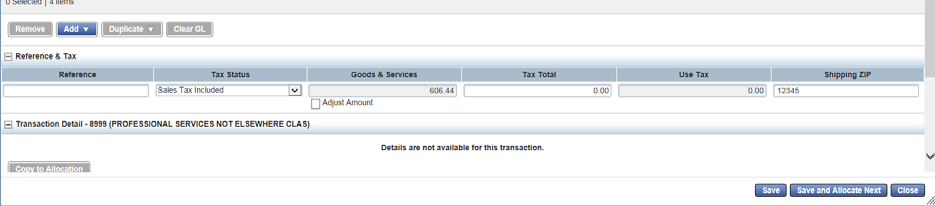 0 Selected | 4 Items
Remove Add Duplicate Clear GL
Reference & Tax
Reference Tax Status Goods & Services Tax Total Use Tax Shipping ZIP
Sales Tax Included 606.44 0.00 0.00 12345
Adjust Amount
Transaction Detail - 8999 (PROFESSIONAL SERVICES NOT ELSEWHERE CLAS)
Details are not available for this transaction.
Copy to Allocation
Save Save and Allocate Next Close